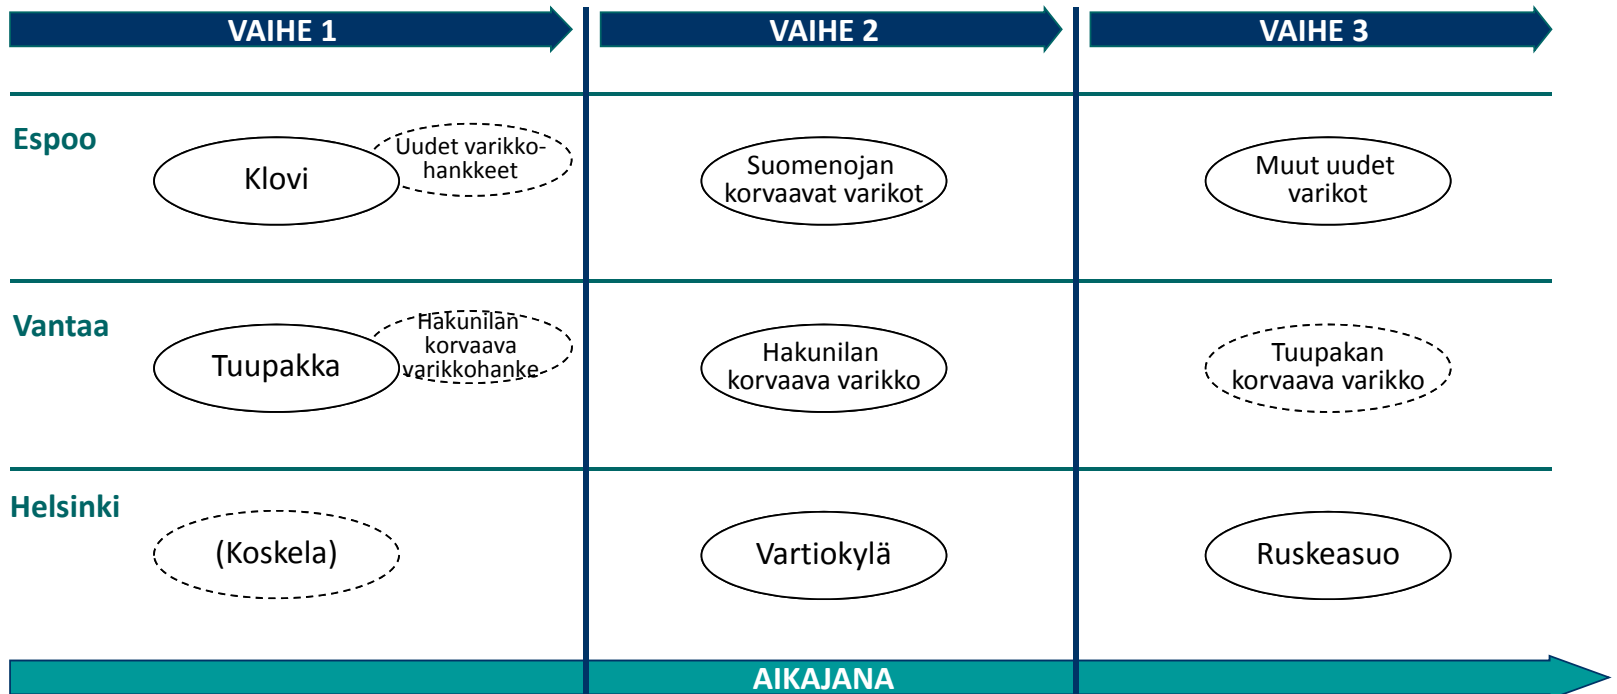 VAIHE 1
VAIHE 2
VAIHE 3
Espoo
Klovi
Uudet varikko-
hankkeet
Suomenojan
korvaavat varikot
Muut uudet
varikot
Vantaa
Tuupakka
Hakunilan
korvaava
varikkohanke
Hakunilan
korvaava varikko
Tuupakan
korvaava varikko
Helsinki
(Koskela)
Vartiokylä
Ruskeasuo
AIKAJANA